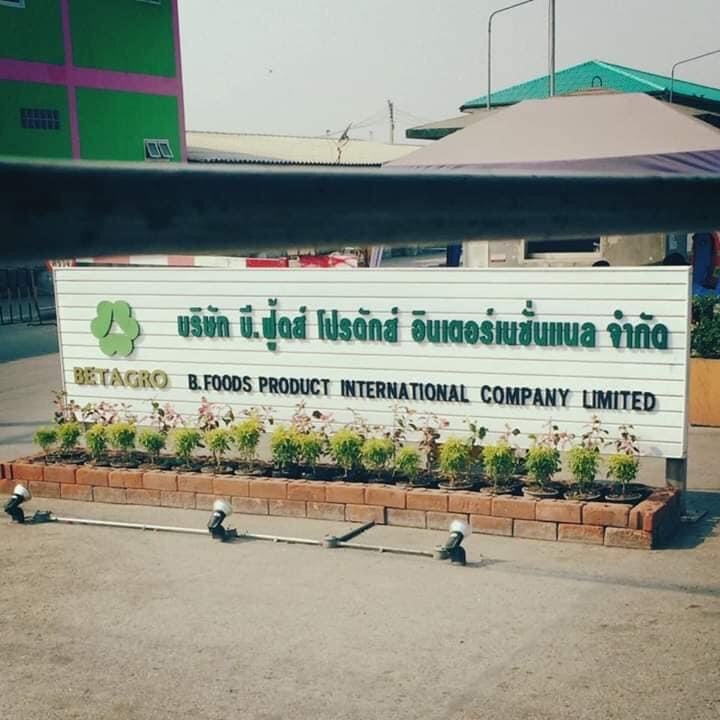 บริษัท บี.ฟู้ดส์ โปรดักส์ อินเตอร์เนชั่นแนล จำกัด
BETAGRO
B.FOODS PRODUCT INTERNATIONAL COMPANY LIMITED